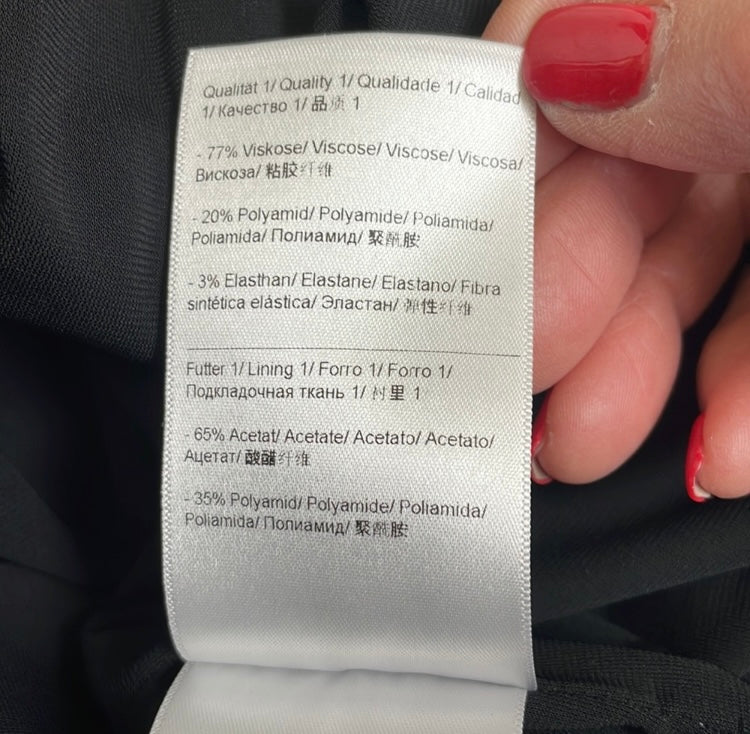 Qualität 1/ Quality 1/ Qualidade 1/ Calidad
1/ Качество 1/ 品质 1
- 77% Viskose/ Viscose/ Viscose/ Viscosa/
Вискоза/ 粘胶纤维
- 20% Polyamid/ Polyamide/ Poliamida/
Poliamida/ Полиамид/ 聚酰胺
- 3% Elasthan/ Elastane/ Elastano/ Fibra
sintética elástica/ Эластан/ 弹性纤维
Futter 1/ Lining 1/ Forro 1/ Forro 1/
Подкладочная ткань 1/ 衬里 1
- 65% Acetat/ Acetate/ Acetato/ Acetato/
Ацетат/ 酸醋纤维
- 35% Polyamid/ Polyamide/ Poliamida/
Poliamida/ Полиамид/ 聚酰胺